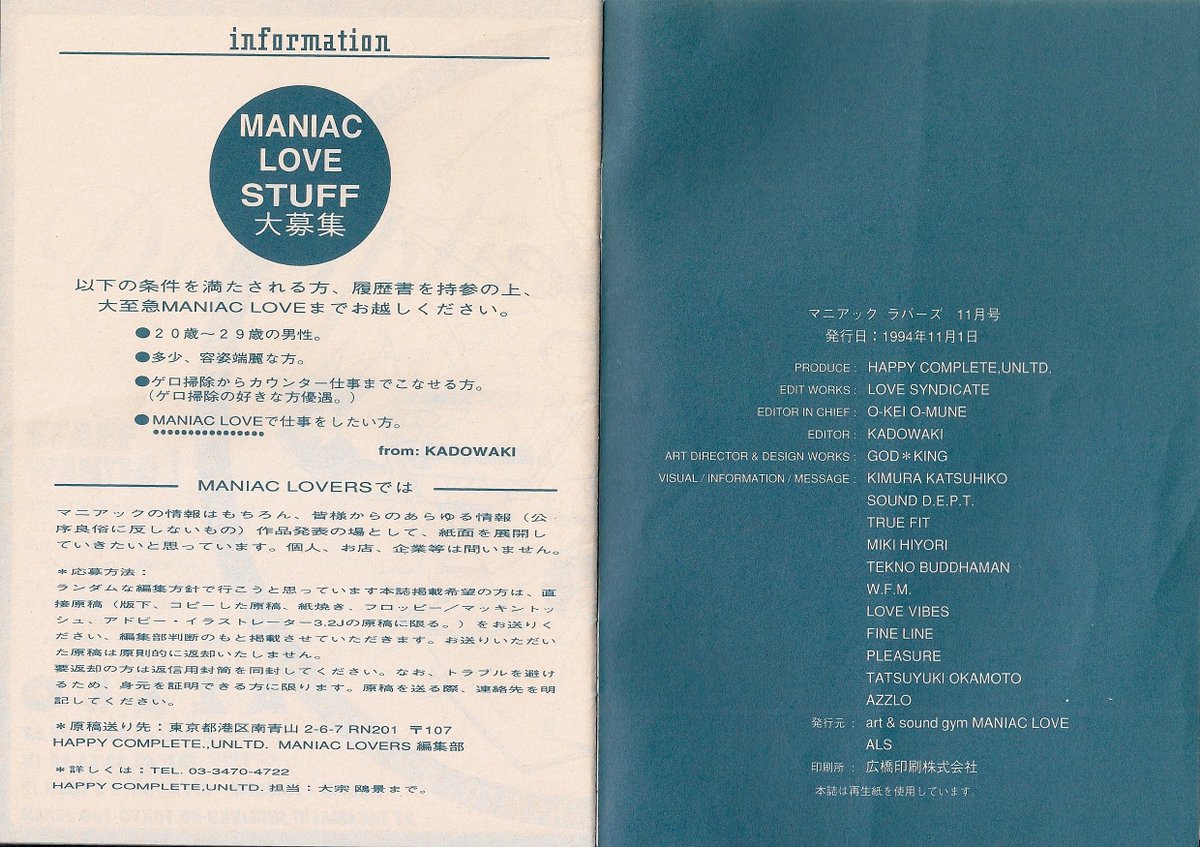 information
MANIAC
LOVE
STUFF
大募集
以下の条件を満たされる方、履歴書を持参の上、
大至急MANIAC LOVEまでお越しください。
●２０歳〜２９歳の男性。
●多少、容姿端麗な方。
●ゲロ掃除からカウンター仕事までこなせる方。
（ゲロ掃除の好きな方優遇。）
●MANIAC LOVEで仕事をしたい方。
from: KADOWAKI
MANIAC LOVERSでは
マニアックの情報はもちろん、皆様からのあらゆる情報（公
序良俗に反しないもの）作品発表の場として、紙面を展開し
ていきたいと思っています。個人、お店、企業等は問いません。
＊応募方法：
ランダムな編集方針で行こうと思っています本誌掲載希望の方は、直
接原稿（版下、コピーした原稿、紙焼き、フロッピー／マッキントッ
シュ、アドビー・イラストレーター3.2Jの原稿に限る。）をお送りく
ださい、編集部判断のもと掲載させていただきます。お送りいただい
た原稿は原則的に返却いたしません。
要返却の方は返信用封筒を同封してください。なお、トラブルを避け
るため、身元を証明できる方に限ります。原稿を送る際、連絡先を明
記してください。
＊原稿送り先：東京都港区南青山 2-6-7 RN201 〒107
HAPPY COMPLETE.,UNLTD. MANIAC LOVERS 編集部
＊詳しくは：TEL. 03-3470-4722
HAPPY COMPLETE,UNLTD. 担当：大宗 鴎景まで。
マニアック ラバーズ 11月号
発行日：1994年11月1日
PRODUCE : HAPPY COMPLETE,UNLTD.
EDIT WORKS : LOVE SYNDICATE
EDITOR IN CHIEF : O-KEI O-MUNE
EDITOR : KADOWAKI
ART DIRECTOR & DESIGN WORKS : GOD＊KING
VISUAL / INFORMATION / MESSAGE : KIMURA KATSUHIKO
SOUND D.E.P.T.
TRUE FIT
MIKI HIYORI
TEKNO BUDDHAMAN
W.F.M.
LOVE VIBES
FINE LINE
PLEASURE
TATSUYUKI OKAMOTO
AZZLO
発行元 : art & sound gym MANIAC LOVE
ALS
印刷所 : 広橋印刷株式会社
本誌は再生紙を使用しています。